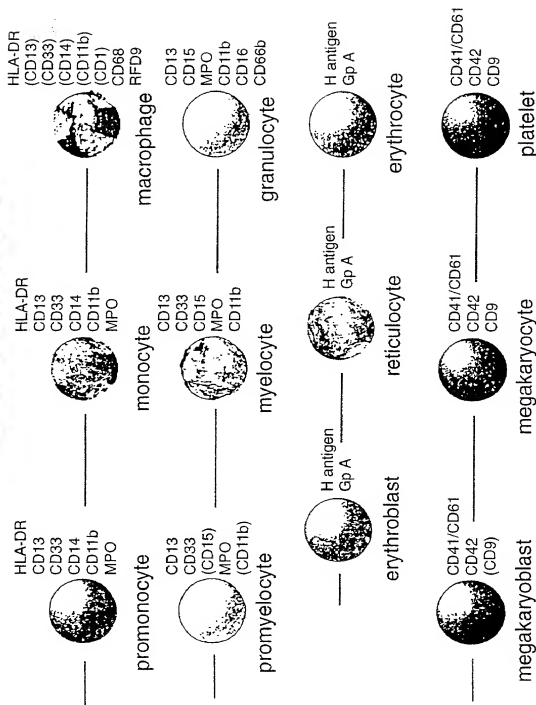 HLA-DR
CD13
CD33
CD14
CD11b
MPO
promonocyte
HLA-DR
CD13
CD33
CD14
CD11b
MPO
monocyte
HLA-DR
(CD13)
(CD33)
(CD14)
(CD11b)
(CD1)
CD68
RFD9
macrophage
CD13
CD33
(CD15)
MPO
(CD11b)
promyelocyte
CD13
CD33
CD15
MPO
CD11b
myelocyte
CD13
CD15
MPO
CD11b
CD16
CD66b
granulocyte
H antigen
Gp A
erythroblast
H antigen
Gp A
reticulocyte
H antigen
Gp A
erythrocyte
CD41/CD61
CD42
(CD9)
megakaryoblast
CD41/CD61
CD42
CD9
megakaryocyte
CD41/CD61
CD42
CD9
platelet